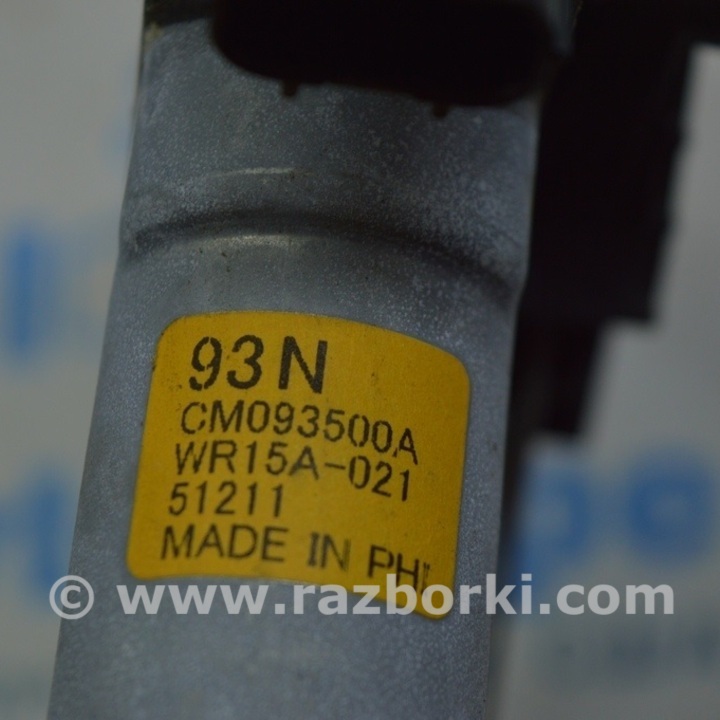 93N
CM093500A
WR15A-021
51211
MADE IN PHI
© www.razborki.com